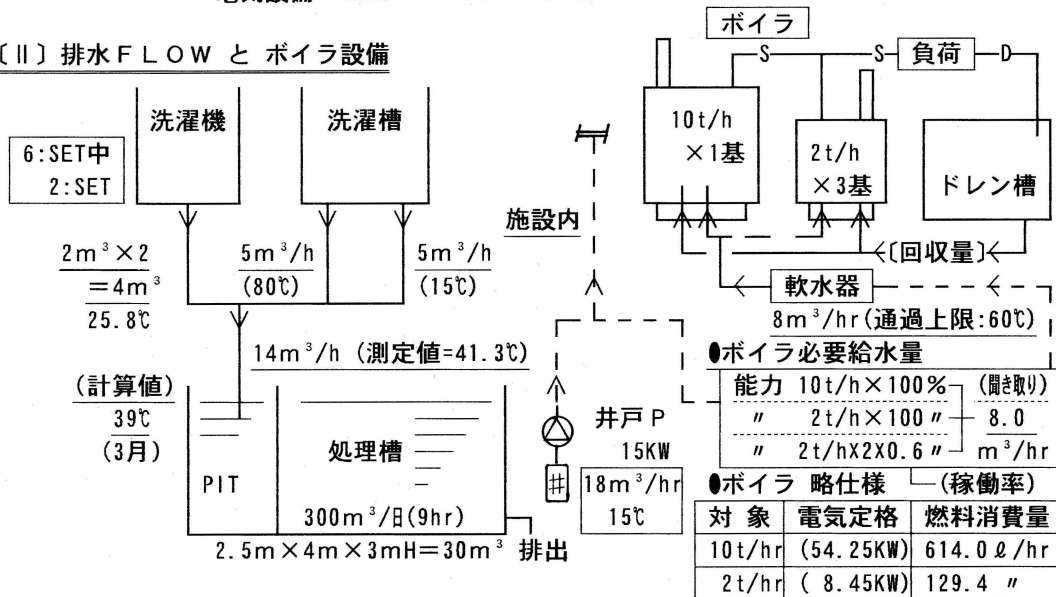 〔Ⅱ〕排水FLOW と ボイラ設備
洗濯機
洗濯槽
6:SET中
2:SET
2m³×2
=4m³
25.8℃
5m³/h
(80℃)
5m³/h
(15℃)
14m³/h (測定値=41.3℃)
(計算値)
39℃
(3月)
PIT
処理槽
300m³/日(9hr)
2.5m×4m×3mH=30m³
排出
施設内
井戸P
15KW
井
18m³/hr
15℃
ボイラ
S
S
負荷
D
10t/h
×1基
2t/h
×3基
ドレン槽
〔回収量〕
軟水器
8m³/hr(通過上限:60℃)
●ボイラ必要給水量
能力 10t/h×100% (聞き取り)
〃 2t/h×100〃 8.0
〃 2t/hX2X0.6〃 m³/hr
●ボイラ 略仕様 (稼働率)
対 象 電気定格 燃料消費量
10t/hr (54.25KW) 614.0ℓ/hr
2t/hr ( 8.45KW) 129.4 〃